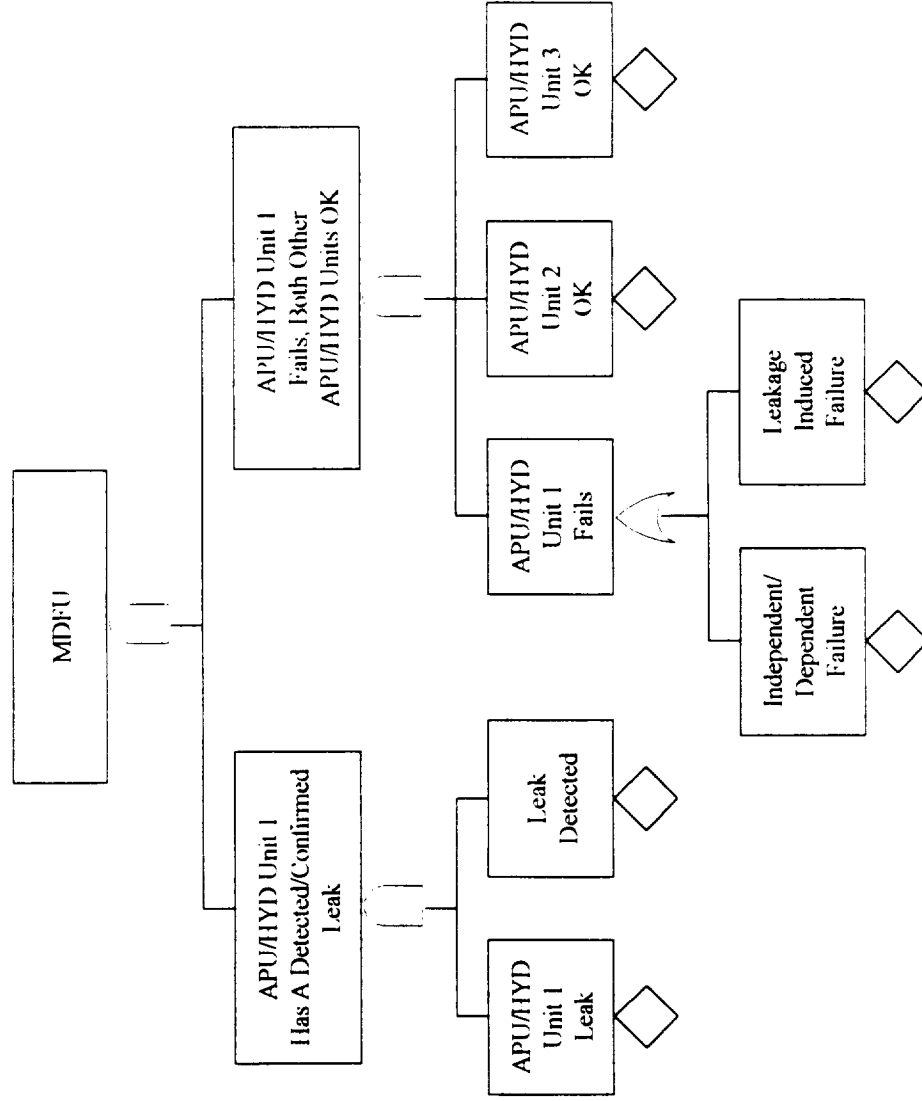 MDFU
APU/HYD Unit 1
Has A Detected/Confirmed
Leak
APU/HYD Unit 1
Fails, Both Other
APU/HYD Units OK
APU/HYD
Unit 1
Leak
Leak
Detected
APU/HYD
Unit 1
Fails
APU/HYD
Unit 2
OK
APU/HYD
Unit 3
OK
Independent/
Dependent
Failure
Leakage
Induced
Failure